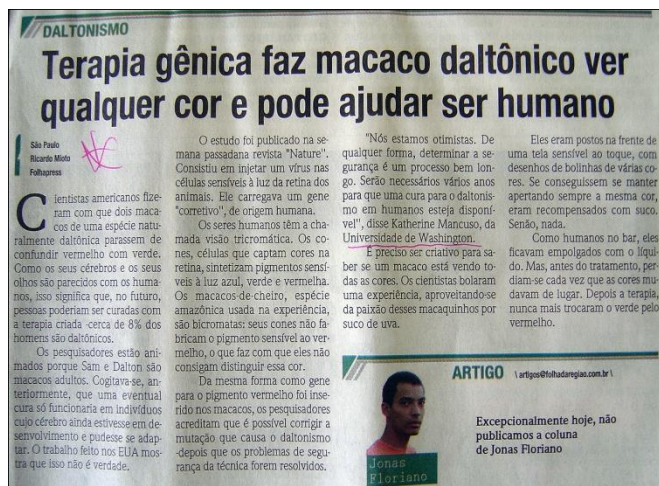 DALTONISMO
Terapia gênica faz macaco daltônico ver
qualquer cor e pode ajudar ser humano
São Paulo
Ricardo Mioto
Folhapress
Cientistas americanos fize-
ram com que dois maca-
cos de uma espécie natu-
ralmente daltônica parassem de
confundir vermelho com verde.
Como os seus cérebros e os seus
olhos são parecidos com os huma-
nos, isso significa que, no futuro,
pessoas poderiam ser curadas com
a terapia criada -cerca de 8% dos
homens são daltônicos.
Os pesquisadores estão ani-
mados porque Sam e Dalton são
macacos adultos. Cogitava-se, an-
teriormente, que uma eventual
cura só funcionaria em indivíduos
cujo cérebro ainda estivesse em de-
senvolvimento e pudesse se adap-
tar. O trabalho feito nos EUA mos-
tra que isso não é verdade.
O estudo foi publicado na se-
mana passadana revista "Nature".
Consistiu em injetar um vírus nas
células sensíveis à luz da retina dos
animais. Ele carregava um gene
"corretivo", de origem humana.
Os seres humanos têm a cha-
mada visão tricromática. Os co-
nes, células que captam cores na
retina, sintetizam pigmentos sensí-
veis à luz azul, verde e vermelha.
Os macacos-de-cheiro, espécie
amazônica usada na experiência,
são bicromatas: seus cones não fa-
bricam o pigmento sensível ao ver-
melho, o que faz com que eles não
consigam distinguir essa cor.
Da mesma forma como gene
para o pigmento vermelho foi inse-
rido nos macacos, os pesquisadores
acreditam que é possível corrigir a
mutação que causa o daltonismo
-depois que os problemas de segu-
rança da técnica forem resolvidos.
"Nós estamos otimistas. De
qualquer forma, determinar a se-
gurança é um processo bem lon-
go. Serão necessários vários anos
para que uma cura para o daltonis-
mo em humanos esteja disponí-
vel", disse Katherine Mancuso, da
Universidade de Washington.
É preciso ser criativo para sa-
ber se um macaco está vendo to-
das as cores. Os cientistas bolaram
uma experiência, aproveitando-se
da paixão desses macaquinhos por
suco de uva.
Eles eram postos na frente de
uma tela sensível ao toque, com
desenhos de bolinhas de várias co-
res. Se conseguissem se manter
apertando sempre a mesma cor,
eram recompensados com suco.
Senão, nada.
Como humanos no bar, eles
ficavam empolgados com o líqui-
do. Mas, antes do tratamento, per-
diam-se cada vez que as cores mu-
davam de lugar. Depois a terapia,
nunca mais trocaram o verde pelo
vermelho.
ARTIGO \ artigos@folhadaregiao.com.br \
Excepcionalmente hoje, não
publicamos a coluna
de Jonas Floriano
Jonas
Floriano